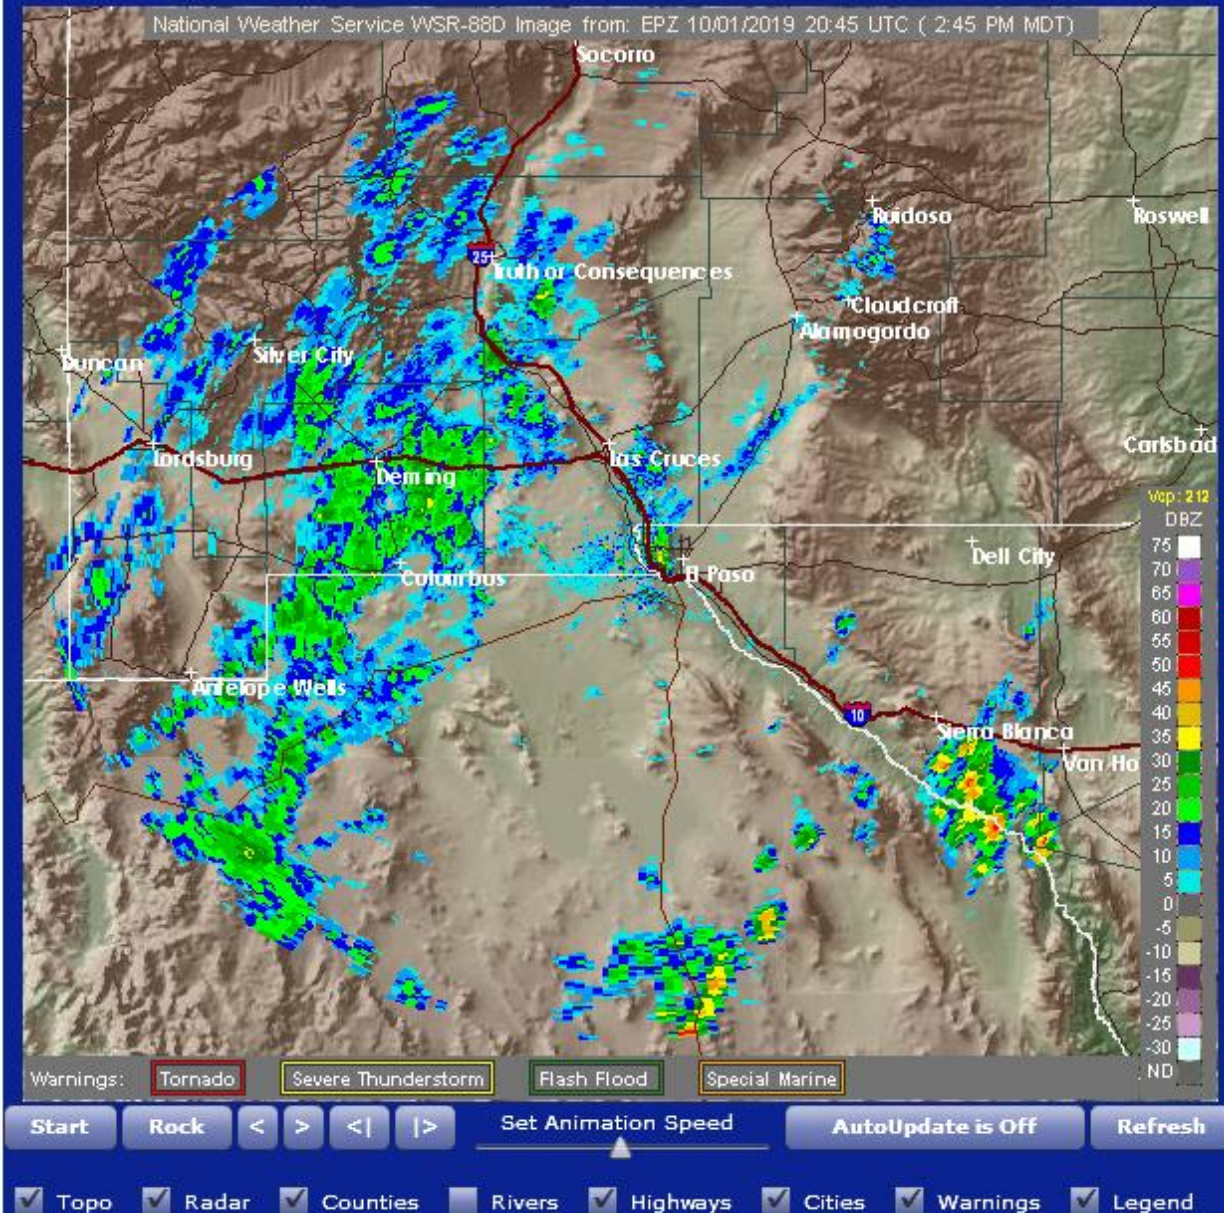 National Weather Service WSR-88D Image from: EPZ 10/01/2019 20:45 UTC ( 2:45 PM MDT)
Socorro
Ruidoso
Roswell
25
Truth or Consequences
Cloudcroft
Alamogordo
Duncan
Silver City
Carlsbad
Lordsburg
Las Cruces
Deming
Vcp: 212
DBZ
75
70
65
60
55
50
45
40
35
30
25
20
15
10
5
0
-5
-10
-15
-20
-25
-30
ND
Dell City
Columbus
El Paso
Antelope Wells
10
Sierra Blanca
Van Ho
Warnings: Tornado Severe Thunderstorm Flash Flood Special Marine
Start Rock < > <| |> Set Animation Speed AutoUpdate is Off Refresh
Topo Radar Counties Rivers Highways Cities Warnings Legend